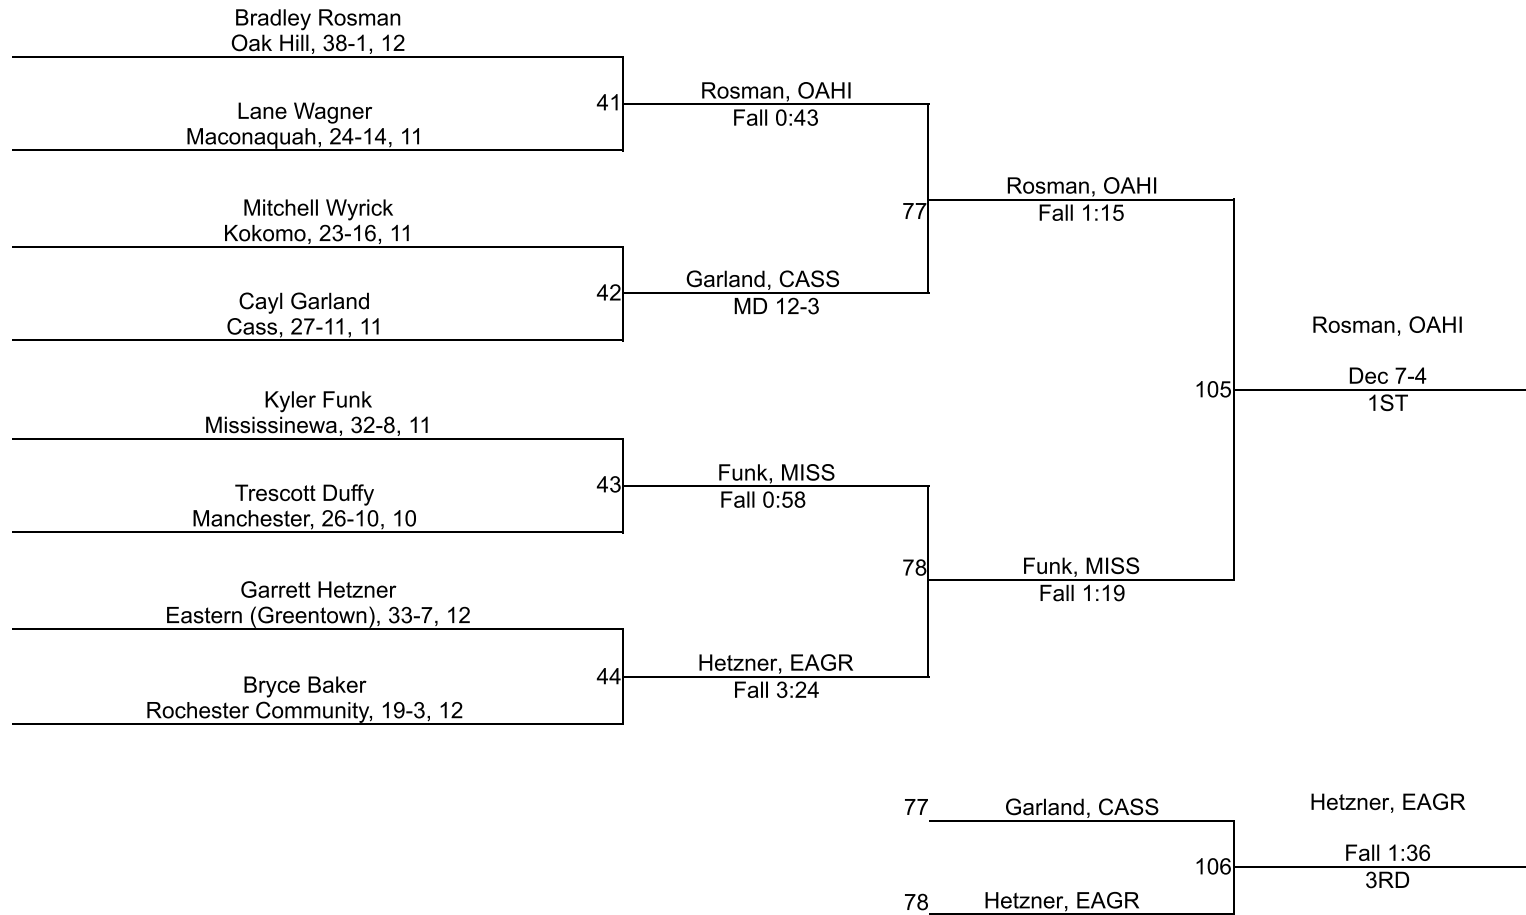 Bradley Rosman
Oak Hill, 38-1, 12
41
Lane Wagner
Maconaquah, 24-14, 11
Rosman, OAHI
Fall 0:43
Mitchell Wyrick
Kokomo, 23-16, 11
42
Cayl Garland
Cass, 27-11, 11
Garland, CASS
MD 12-3
77
Rosman, OAHI
Fall 1:15
Kyler Funk
Mississinewa, 32-8, 11
43
Trescott Duffy
Manchester, 26-10, 10
Funk, MISS
Fall 0:58
Garrett Hetzner
Eastern (Greentown), 33-7, 12
44
Bryce Baker
Rochester Community, 19-3, 12
Hetzner, EAGR
Fall 3:24
78
Funk, MISS
Fall 1:19
105
Rosman, OAHI
Dec 7-4
1ST
77
Garland, CASS
106
78
Hetzner, EAGR
Hetzner, EAGR
Fall 1:36
3RD